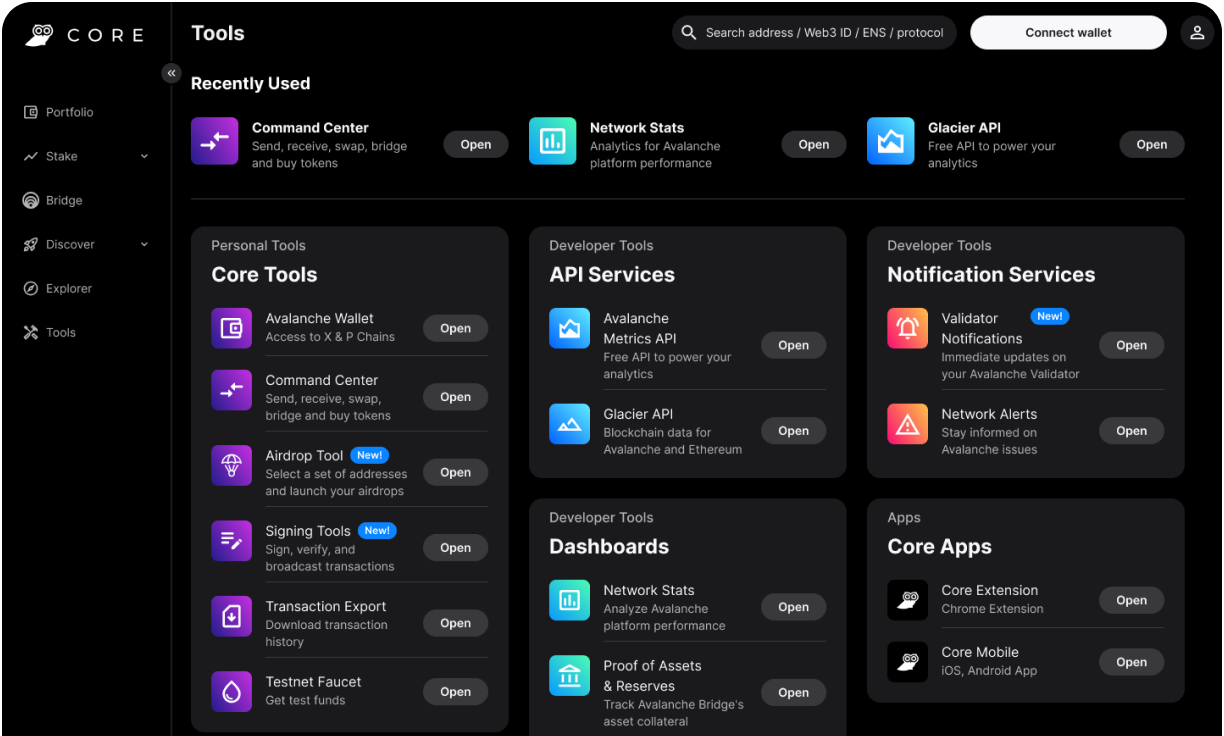 CORE
Tools
Search address / Web3 ID / ENS / protocol
Connect wallet
Portfolio
Stake
Bridge
Discover
Explorer
Tools
Recently Used
Command Center
Send, receive, swap, bridge
and buy tokens
Open
Network Stats
Analytics for Avalanche
platform performance
Open
Glacier API
Free API to power your
analytics
Open
Personal Tools
Core Tools
Avalanche Wallet
Access to X & P Chains
Open
Command Center
Send, receive, swap,
bridge and buy tokens
Open
Airdrop Tool New!
Select a set of addresses
and launch your airdrops
Open
Signing Tools New!
Sign, verify, and
broadcast transactions
Open
Transaction Export
Download transaction
history
Open
Testnet Faucet
Get test funds
Open
Developer Tools
API Services
Avalanche
Metrics API
Free API to power your
analytics
Open
Glacier API
Blockchain data for
Avalanche and Ethereum
Open
Developer Tools
Notification Services
Validator New!
Notifications
Immediate updates on
your Avalanche Validator
Open
Network Alerts
Stay informed on
Avalanche issues
Open
Developer Tools
Dashboards
Network Stats
Analyze Avalanche
platform performance
Open
Proof of Assets
& Reserves
Track Avalanche Bridge's
asset collateral
Open
Apps
Core Apps
Core Extension
Chrome Extension
Open
Core Mobile
iOS, Android App
Open